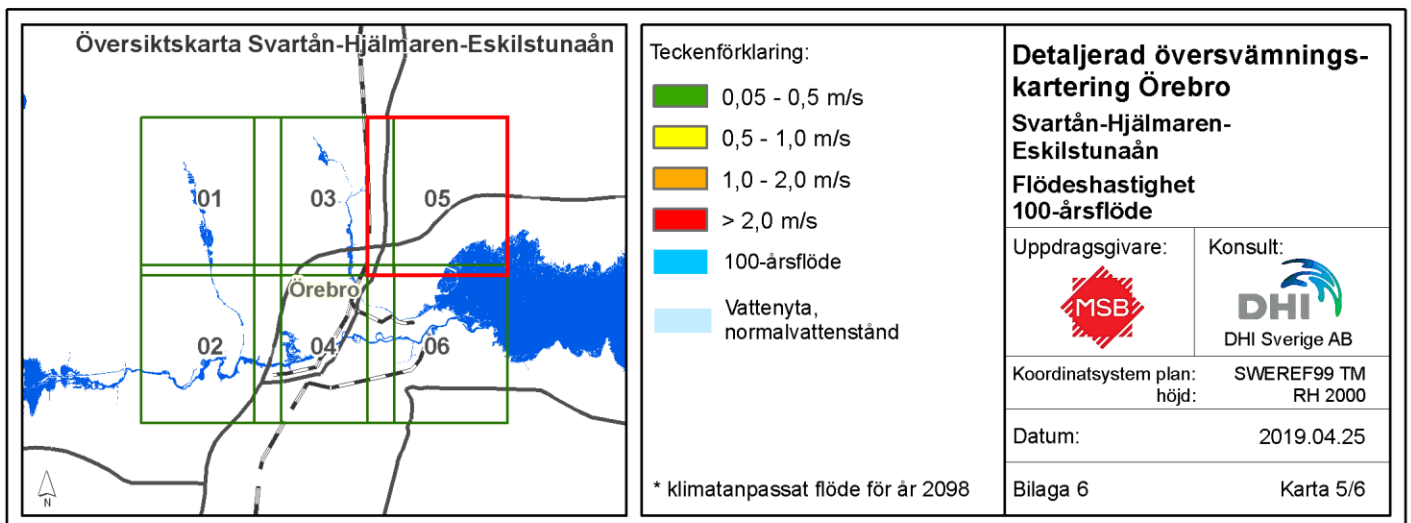 Översiktskarta Svartån-Hjälmaren-Eskilstunaån
01
03
05
Örebro
02
04
06
N
Teckenförklaring:
0,05 - 0,5 m/s
0,5 - 1,0 m/s
1,0 - 2,0 m/s
> 2,0 m/s
100-årsflöde
Vattenyta,
normalvattenstånd
* klimatanpassat flöde för år 2098
Detaljerad översvämnings-
kartering Örebro
Svartån-Hjälmaren-
Eskilstunaån
Flödeshastighet
100-årsflöde
Uppdragsgivare:
MSB
Konsult:
DHI
DHI Sverige AB
Koordinatsystem plan: SWEREF99 TM
höjd: RH 2000
Datum: 2019.04.25
Bilaga 6 Karta 5/6